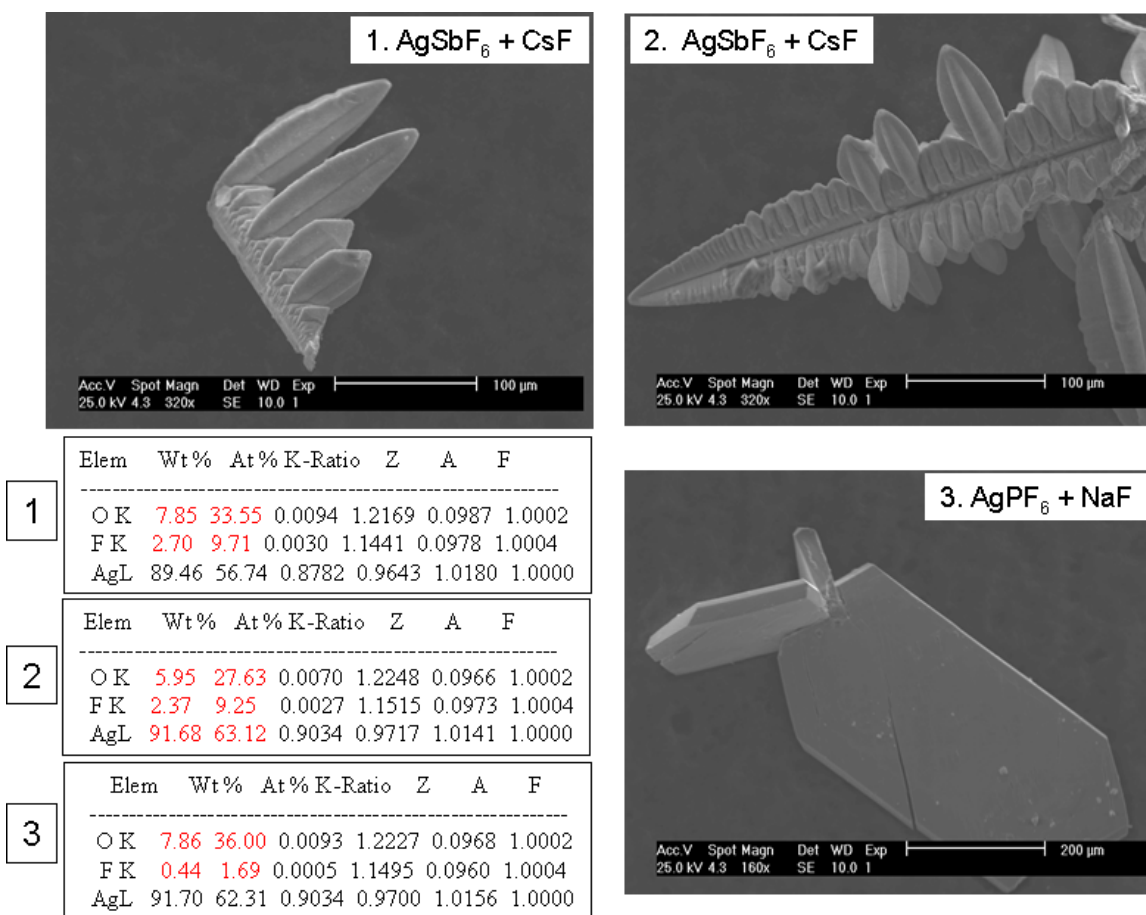 1. AgSbF₆ + CsF
Acc.V Spot Magn Det WD Exp 100 µm
25.0 kV 4.3 320x SE 10.0 1
2. AgSbF₆ + CsF
Acc.V Spot Magn Det WD Exp 100 µm
25.0 kV 4.3 320x SE 10.0 1
1
Elem Wt% At% K-Ratio Z A F
------------------------------------------------------------
O K 7.85 33.55 0.0094 1.2169 0.0987 1.0002
F K 2.70 9.71 0.0030 1.1441 0.0978 1.0004
AgL 89.46 56.74 0.8782 0.9643 1.0180 1.0000
2
Elem Wt% At% K-Ratio Z A F
------------------------------------------------------------
O K 5.95 27.63 0.0070 1.2248 0.0966 1.0002
F K 2.37 9.25 0.0027 1.1515 0.0973 1.0004
AgL 91.68 63.12 0.9034 0.9717 1.0141 1.0000
3
Elem Wt% At% K-Ratio Z A F
------------------------------------------------------------
O K 7.86 36.00 0.0093 1.2227 0.0968 1.0002
F K 0.44 1.69 0.0005 1.1495 0.0960 1.0004
AgL 91.70 62.31 0.9034 0.9700 1.0156 1.0000
3. AgPF₆ + NaF
Acc.V Spot Magn Det WD Exp 200 µm
25.0 kV 4.3 160x SE 10.0 1